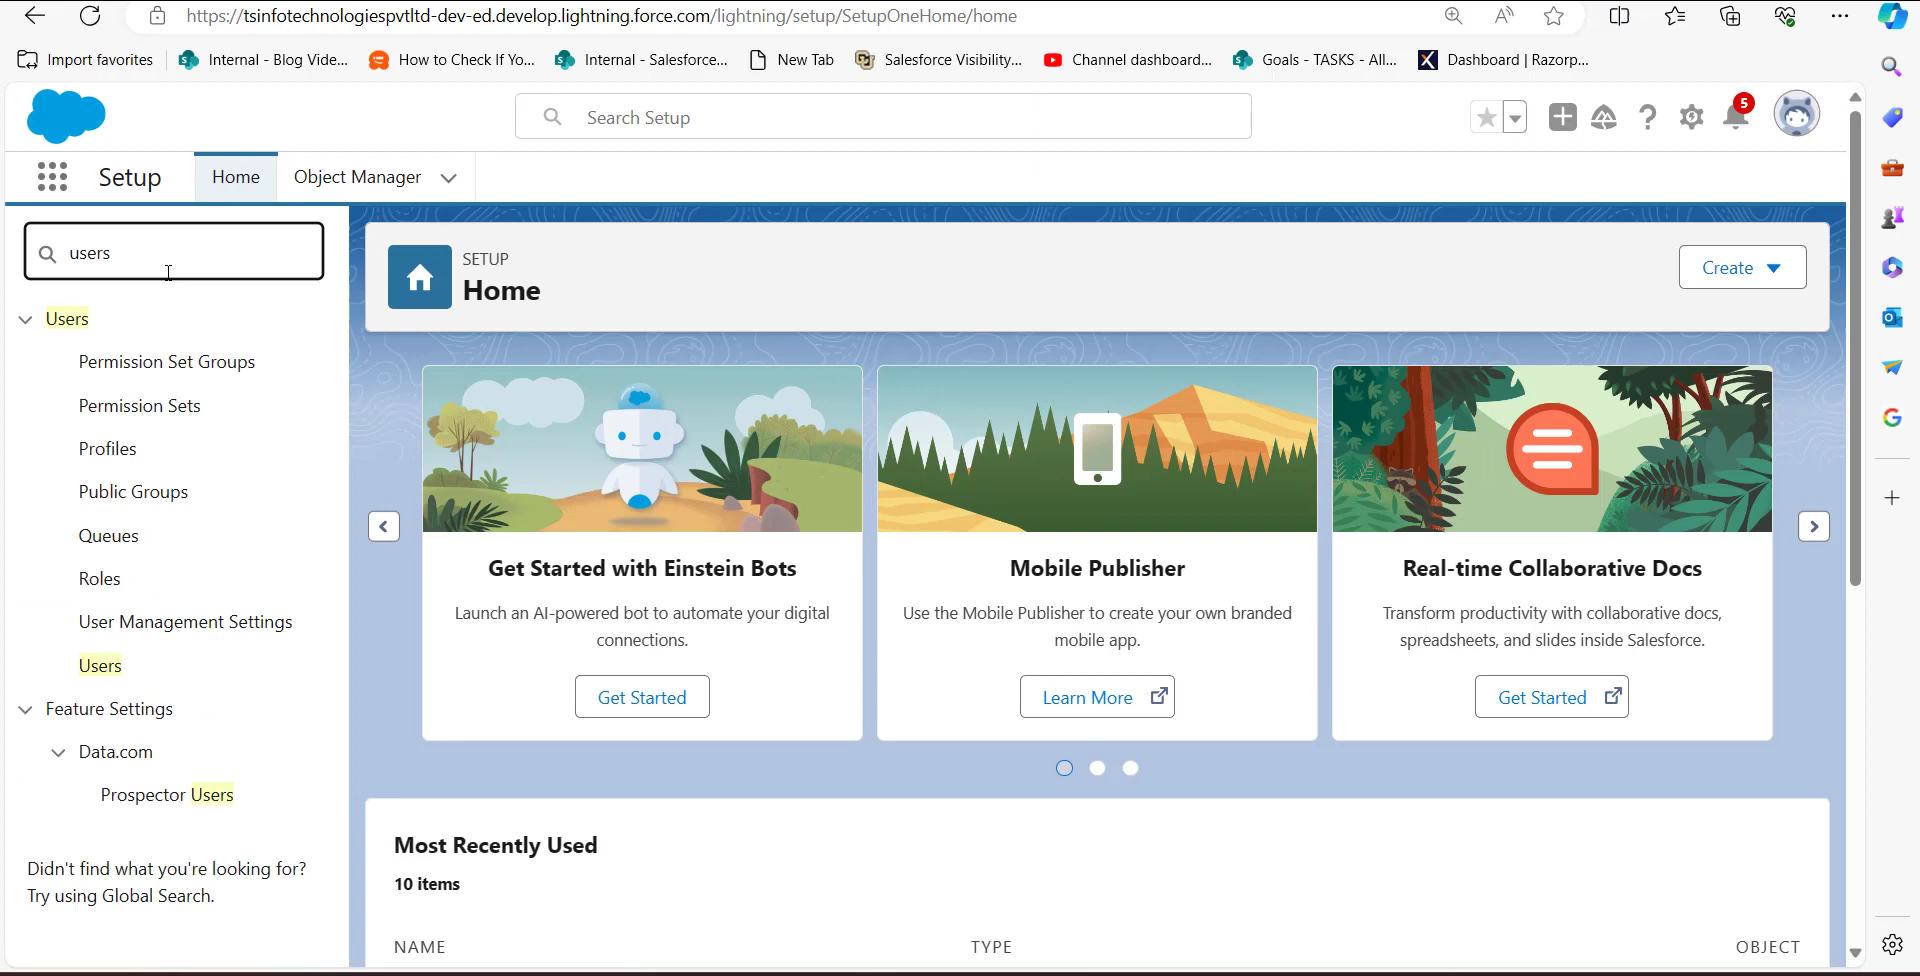 https://tsinfotechnologiespvtltd-dev-ed.develop.lightning.force.com/lightning/setup/SetupOneHome/home
Import favorites
Internal - Blog Vide...
How to Check If Yo...
Internal - Salesforce...
New Tab
Salesforce Visibility...
Channel dashboard...
Goals - TASKS - All...
Dashboard | Razorp...
Search Setup
5
Setup
Home
Object Manager
users
Users
Permission Set Groups
Permission Sets
Profiles
Public Groups
Queues
Roles
User Management Settings
Users
Feature Settings
Data.com
Prospector Users
Didn't find what you're looking for?
Try using Global Search.
SETUP
Home
Create
Get Started with Einstein Bots
Launch an AI-powered bot to automate your digital
connections.
Get Started
Mobile Publisher
Use the Mobile Publisher to create your own branded
mobile app.
Learn More
Real-time Collaborative Docs
Transform productivity with collaborative docs,
spreadsheets, and slides inside Salesforce.
Get Started
Most Recently Used
10 items
NAME
TYPE
OBJECT